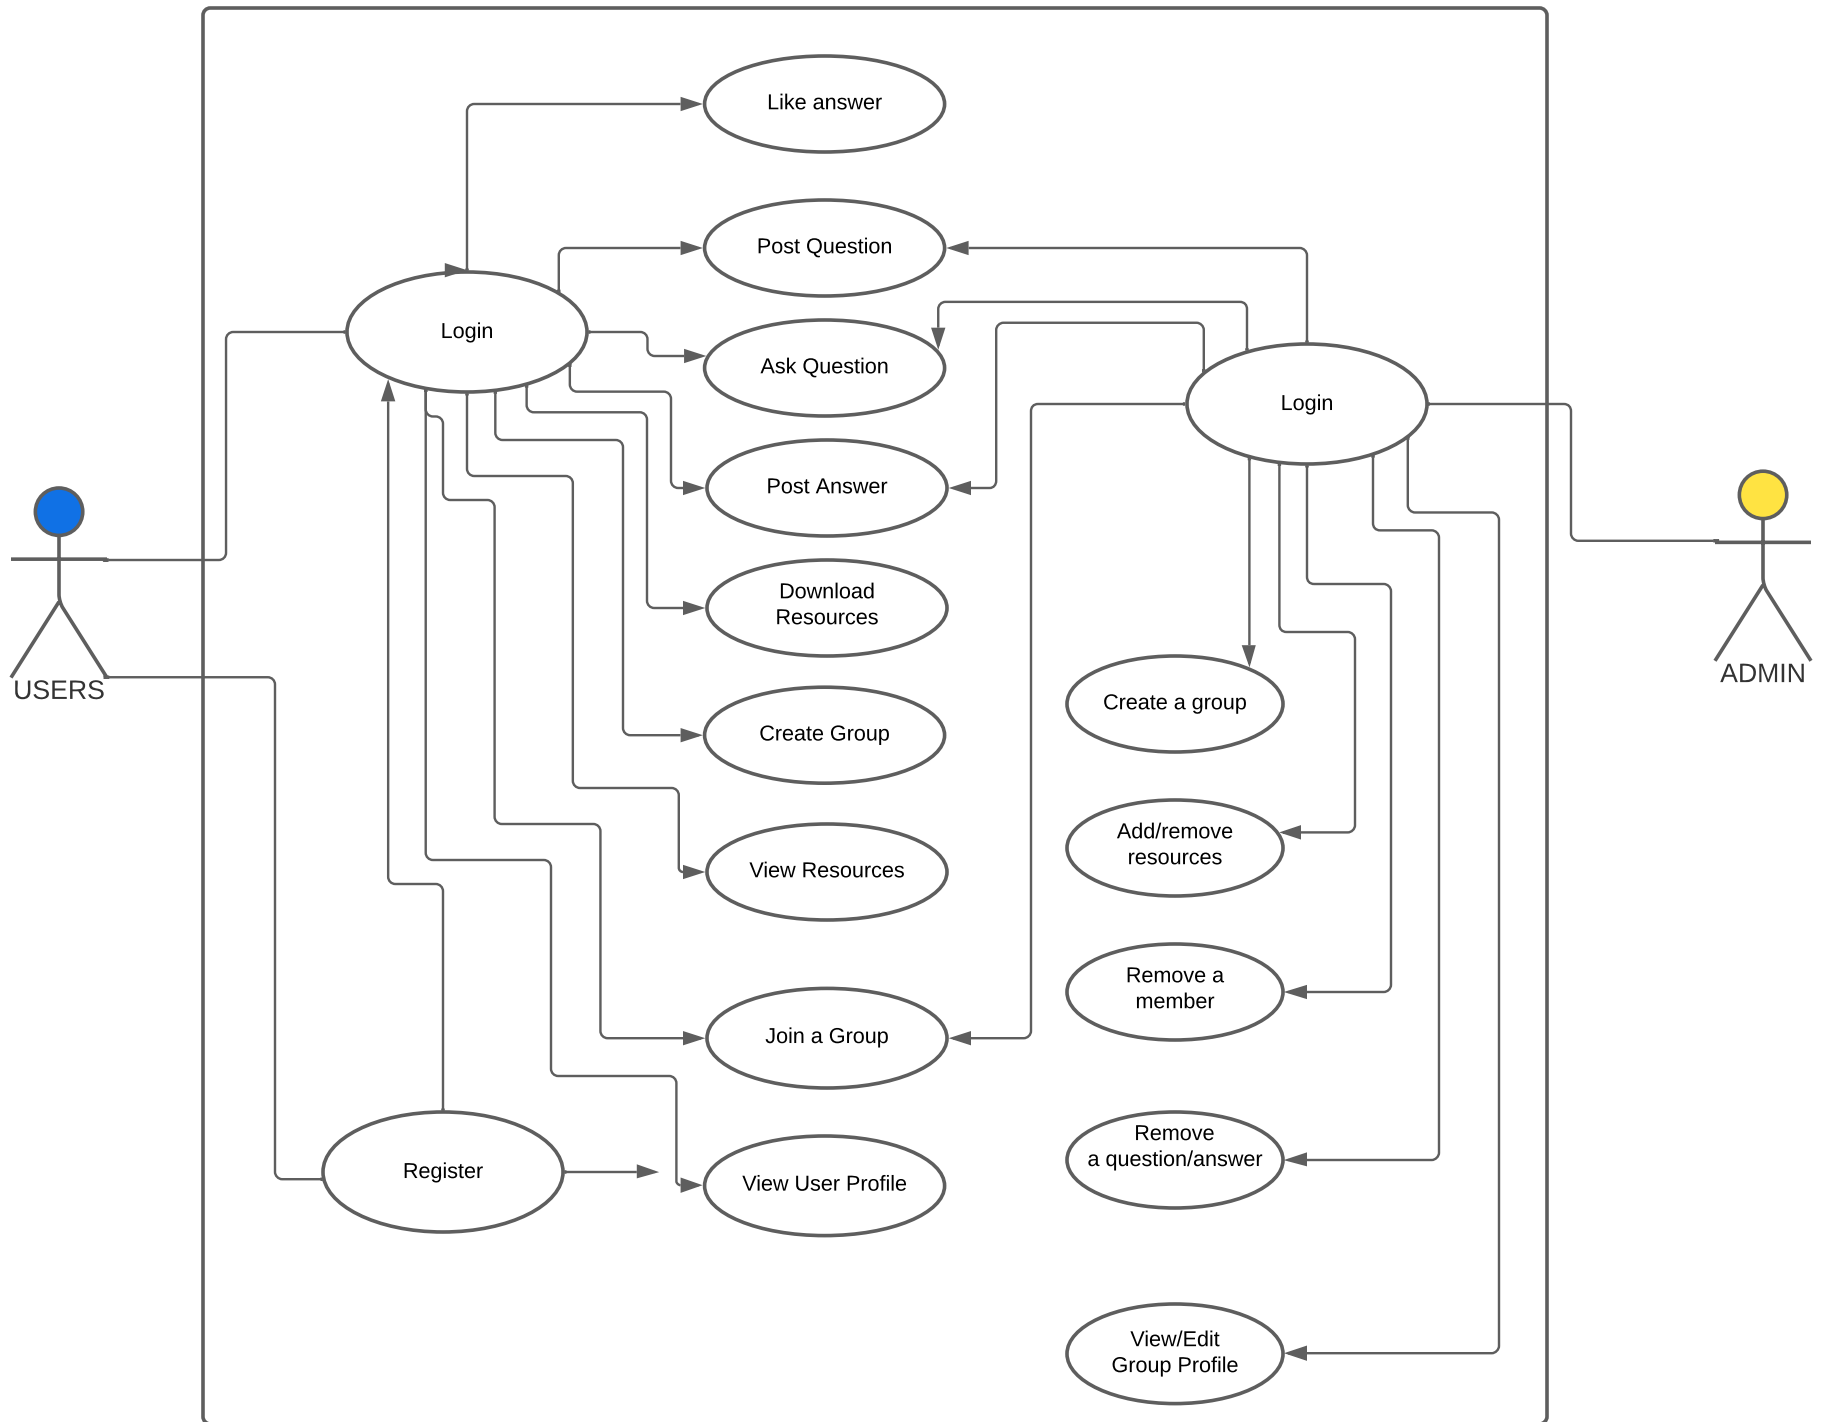 Like answer
Post Question
Login
Ask Question
Login
Post Answer
Download
Resources
USERS
ADMIN
Create a group
Create Group
Add/remove
resources
View Resources
Remove a
member
Join a Group
Remove
a question/answer
Register
View User Profile
View/Edit
Group Profile